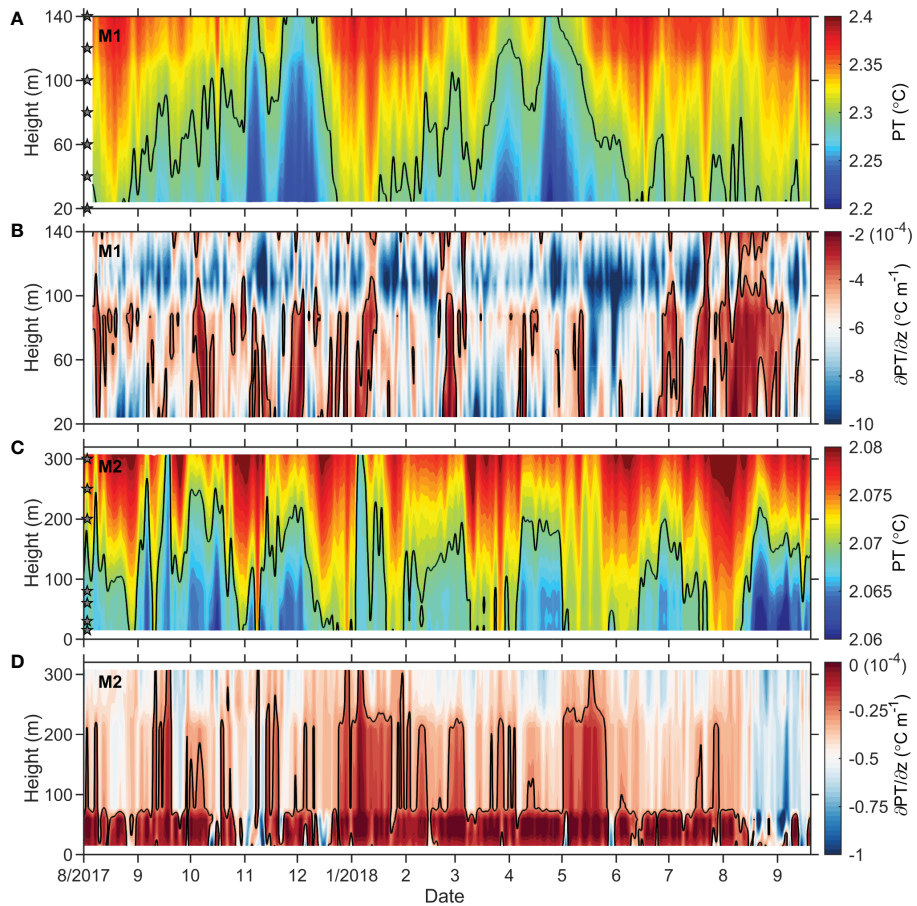 A
M1
140
100
60
20
Height (m)
2.4
2.35
2.3
2.25
2.2
PT (°C)
B
M1
140
100
60
20
Height (m)
-2 (10-4)
-4
-6
-8
-10
∂PT/∂z (°C m-1)
C
M2
300
200
100
0
Height (m)
2.08
2.075
2.07
2.065
2.06
PT (°C)
D
M2
300
200
100
0
Height (m)
0 (10-4)
-0.25
-0.5
-0.75
-1
∂PT/∂z (°C m-1)
8/2017 9 10 11 12 1/2018 2 3 4 5 6 7 8 9
Date